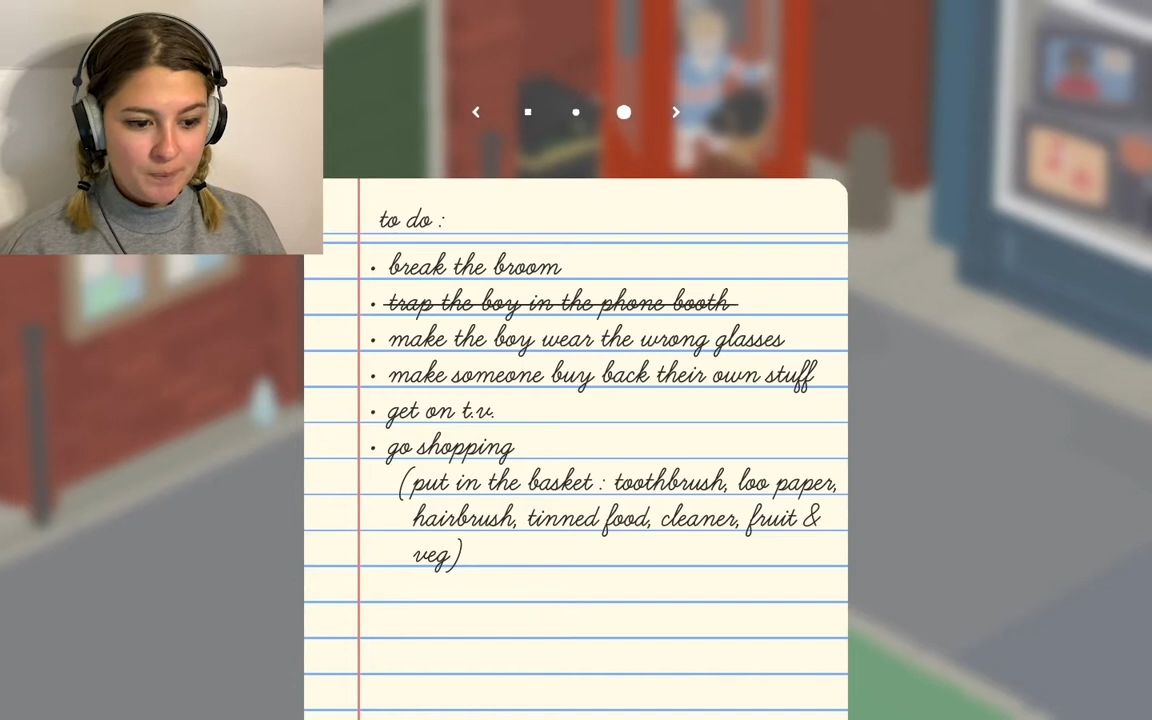 to do :
• break the broom
• trap the boy in the phone booth
• make the boy wear the wrong glasses
• make someone buy back their own stuff
• get on t.v.
• go shopping
(put in the basket : toothbrush, loo paper,
hairbrush, tinned food, cleaner, fruit &
veg)